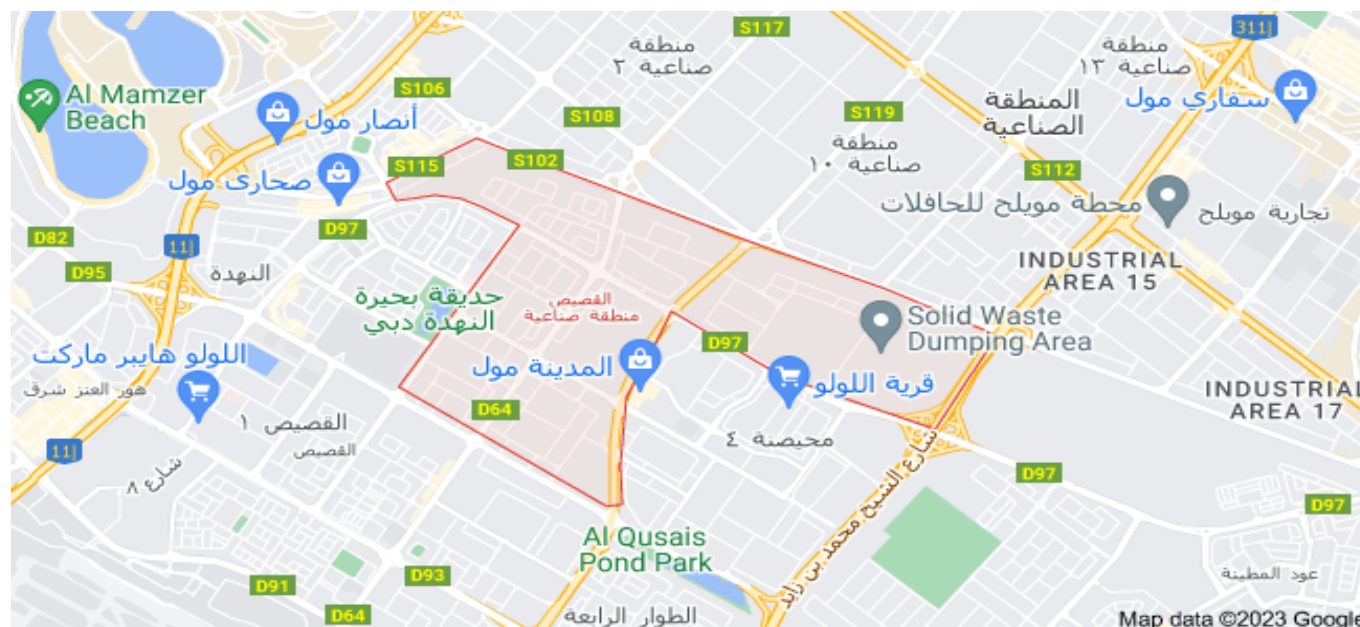 S117
311
منطقة
صناعية ٢
منطقة
صناعية ١٣
Al Mamzer
Beach
S106
أنصار مول
S108
S119
المنطقة
الصناعية
سفاري مول
منطقة
صناعية ١٠
S115
S102
S112
صحارى مول
محطة مويلح للحافلات
تجارية مويلح
D97
D82
11
D95
النهدة
INDUSTRIAL
AREA 15
حديقة بحيرة
النهدة دبي
القصيص
منطقة صناعية
Solid Waste
Dumping Area
D97
اللولو هايبر ماركت
المدينة مول
قرية اللولو
هور العنز شرق
INDUSTRIAL
AREA 17
D64
القصيص ١
القصيص
محيصنة ٤
11
شارع ٨
شارع الشيخ محمد بن زايد
D97
D97
Al Qusais
Pond Park
D93
D91
عود المطينة
D64
الطوار الرابعة
Map data ©2023 Google